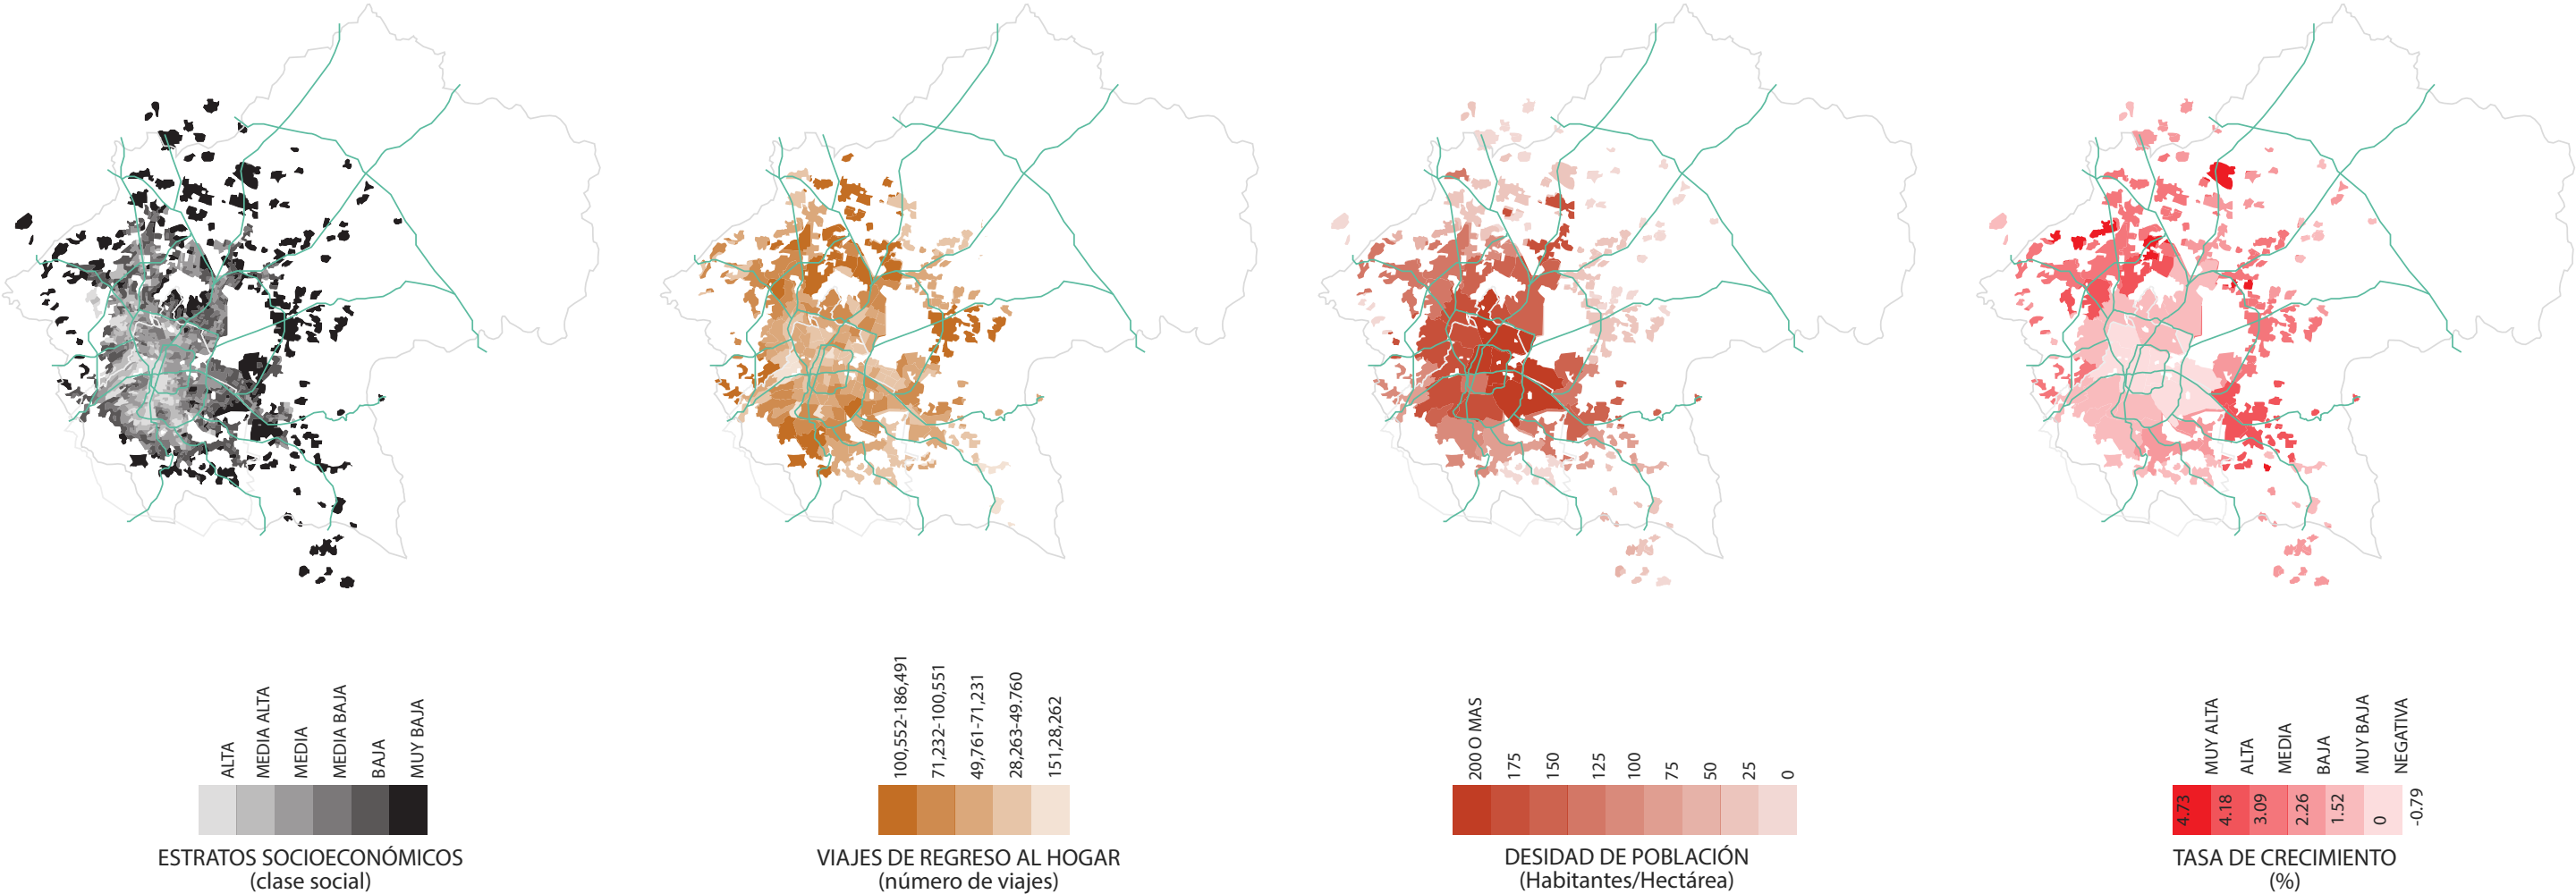 ALTA
MEDIA ALTA
MEDIA
MEDIA BAJA
BAJA
MUY BAJA
ESTRATOS SOCIOECONÓMICOS
(clase social)
100,552-186,491
71,232-100,551
49,761-71,231
28,263-49.760
151,28,262
VIAJES DE REGRESO AL HOGAR
(número de viajes)
200 O MAS
175
150
125
100
75
50
25
0
DESIDAD DE POBLACIÓN
(Habitantes/Hectárea)
MUY ALTA
ALTA
MEDIA
BAJA
MUY BAJA
NEGATIVA
4.73
4.18
3.09
2.26
1.52
0
-0.79
TASA DE CRECIMIENTO
(%)